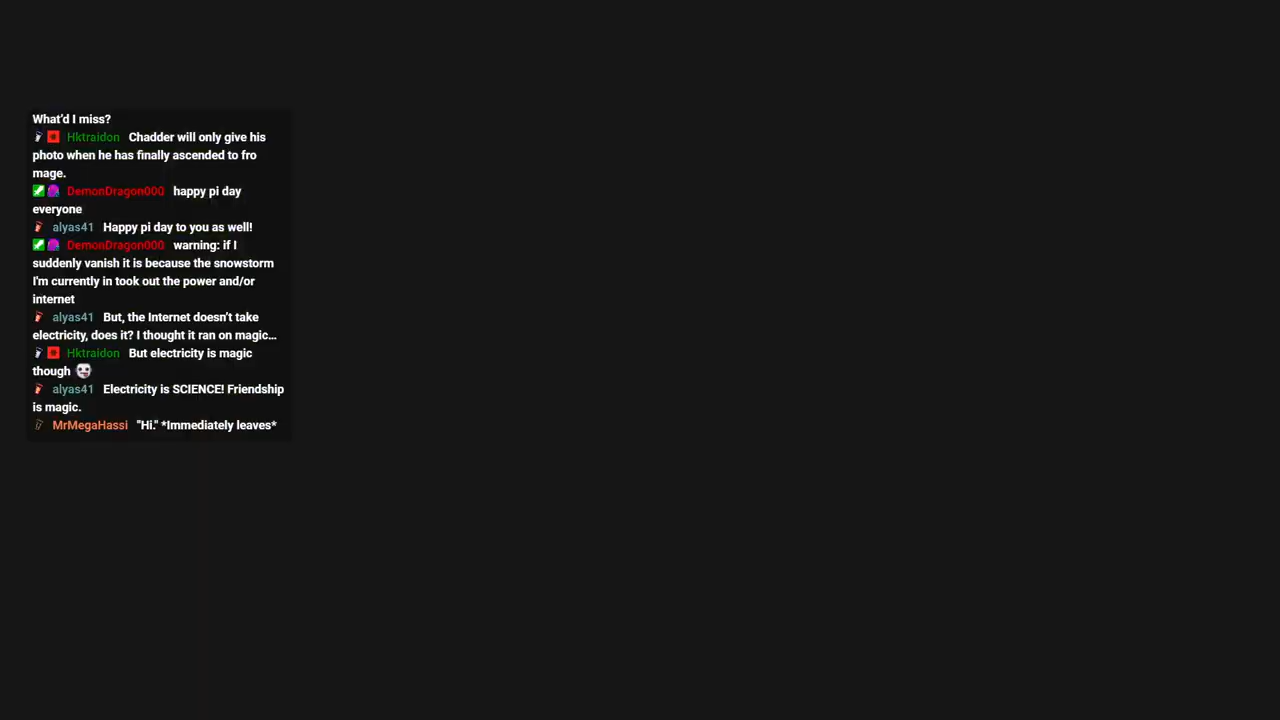 What'd I miss?
Hktraidon Chadder will only give his
photo when he has finally ascended to fro
mage.
DemonDragon000 happy pi day
everyone
alyas41 Happy pi day to you as well!
DemonDragon000 warning: if I
suddenly vanish it is because the snowstorm
I'm currently in took out the power and/or
internet
alyas41 But, the Internet doesn't take
electricity, does it? I thought it ran on magic…
Hktraidon But electricity is magic
though
alyas41 Electricity is SCIENCE! Friendship
is magic.
MrMegaHassi "Hi." *Immediately leaves*